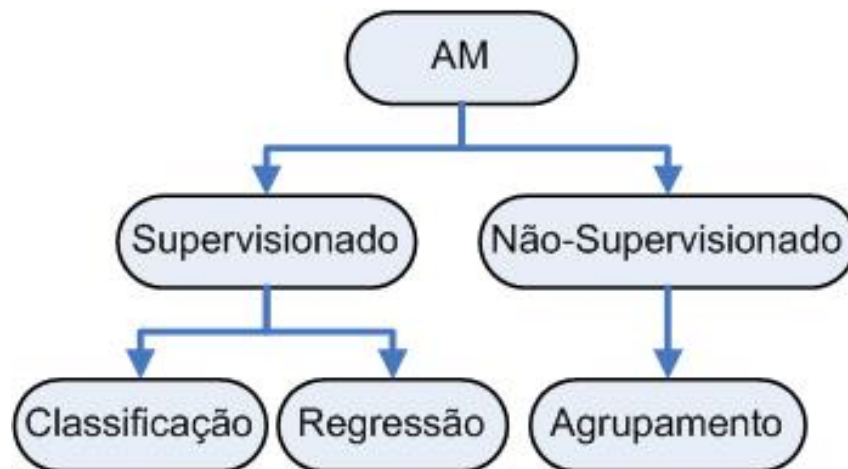 AM
Supervisionado
Não-Supervisionado
Classificação
Regressão
Agrupamento